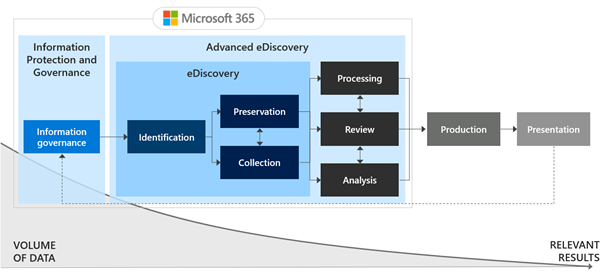 Microsoft 365
Information
Protection and
Governance
Advanced eDiscovery
eDiscovery
Information
governance
Identification
Preservation
Collection
Processing
Review
Analysis
Production
Presentation
VOLUME
OF DATA
RELEVANT
RESULTS